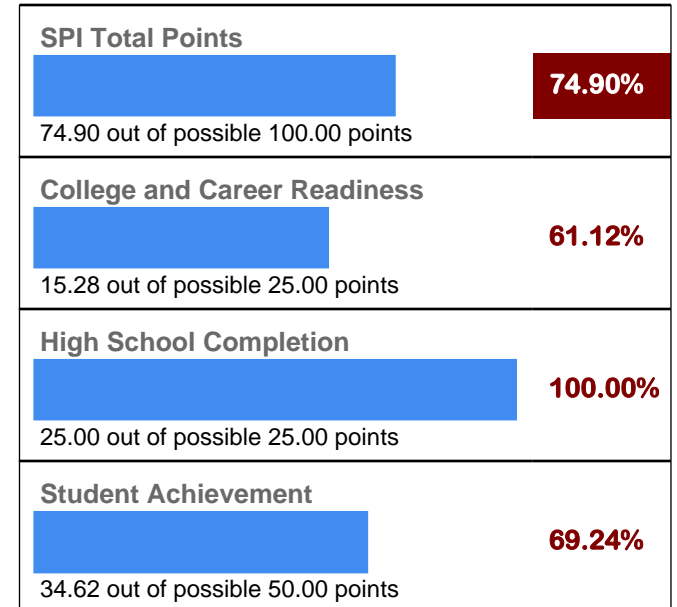 SPI Total Points
74.90%
74.90 out of possible 100.00 points
College and Career Readiness
61.12%
15.28 out of possible 25.00 points
High School Completion
100.00%
25.00 out of possible 25.00 points
Student Achievement
69.24%
34.62 out of possible 50.00 points